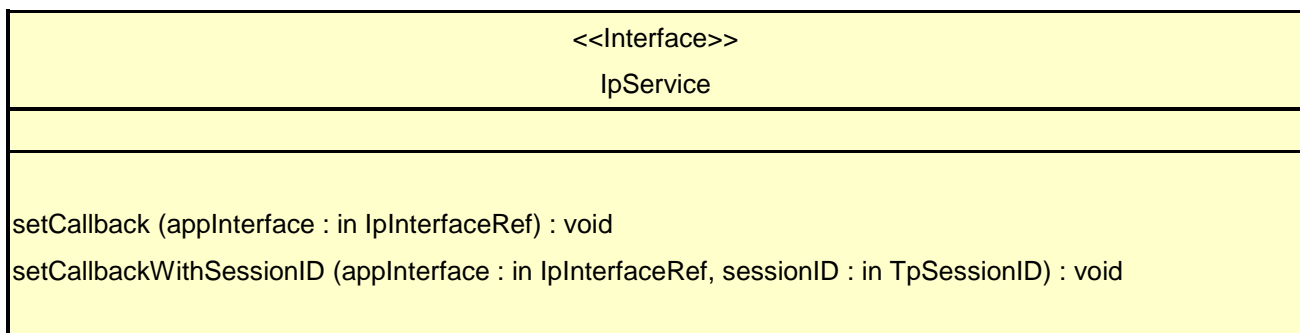 <<Interface>>
IpService
setCallback (appInterface : in IpInterfaceRef) : void
setCallbackWithSessionID (appInterface : in IpInterfaceRef, sessionID : in TpSessionID) : void